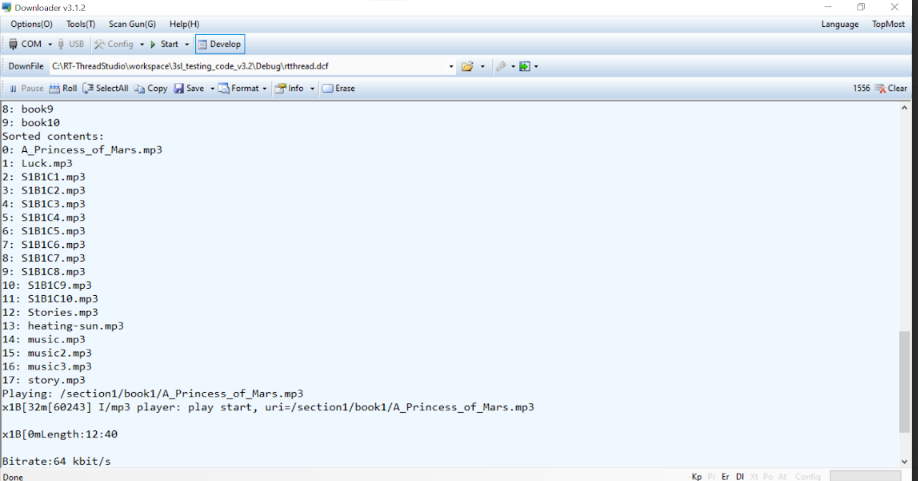 Downloader v3.1.2
Options(O) Tools(T) Scan Gun(G) Help(H) Language TopMost
COM USB Config Start Develop
DownFile C:\RT-ThreadStudio\workspace\3sl_testing_code_v3.2\Debug\rtthread.dcf
Pause Roll SelectAll Copy Save Format Info Erase 1556 Clear
8: book9
9: book10
Sorted contents:
0: A_Princess_of_Mars.mp3
1: Luck.mp3
2: S1B1C1.mp3
3: S1B1C2.mp3
4: S1B1C3.mp3
5: S1B1C4.mp3
6: S1B1C5.mp3
7: S1B1C6.mp3
8: S1B1C7.mp3
9: S1B1C8.mp3
10: S1B1C9.mp3
11: S1B1C10.mp3
12: Stories.mp3
13: heating-sun.mp3
14: music.mp3
15: music2.mp3
16: music3.mp3
17: story.mp3
Playing: /section1/book1/A_Princess_of_Mars.mp3
x1B[32m[60243] I/mp3 player: play start, uri=/section1/book1/A_Princess_of_Mars.mp3
x1B[0mLength:12:40
Bitrate:64 kbit/s
Done Kp Pr Er Dl Xt Po At Config